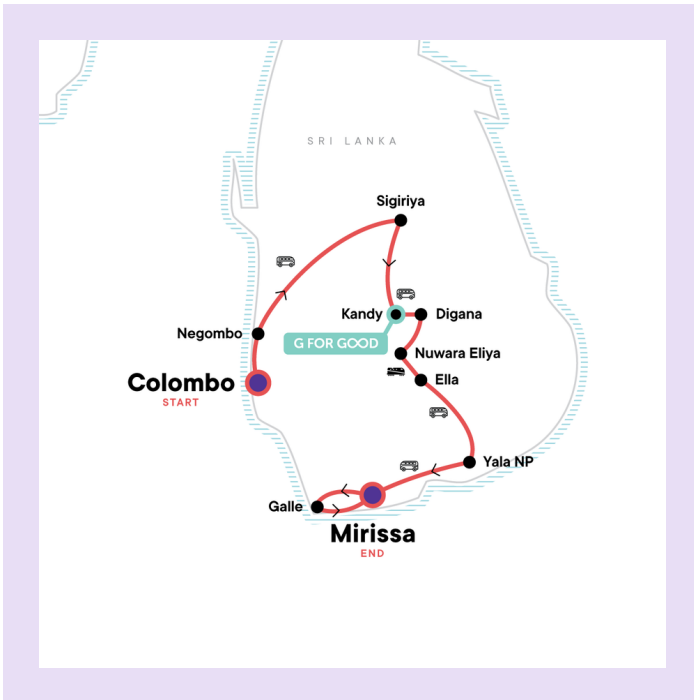 SRI LANKA
Sigiriya
Kandy
Digana
Negombo
G FOR GOOD
Nuwara Eliya
Colombo
START
Ella
Yala NP
Galle
Mirissa
END